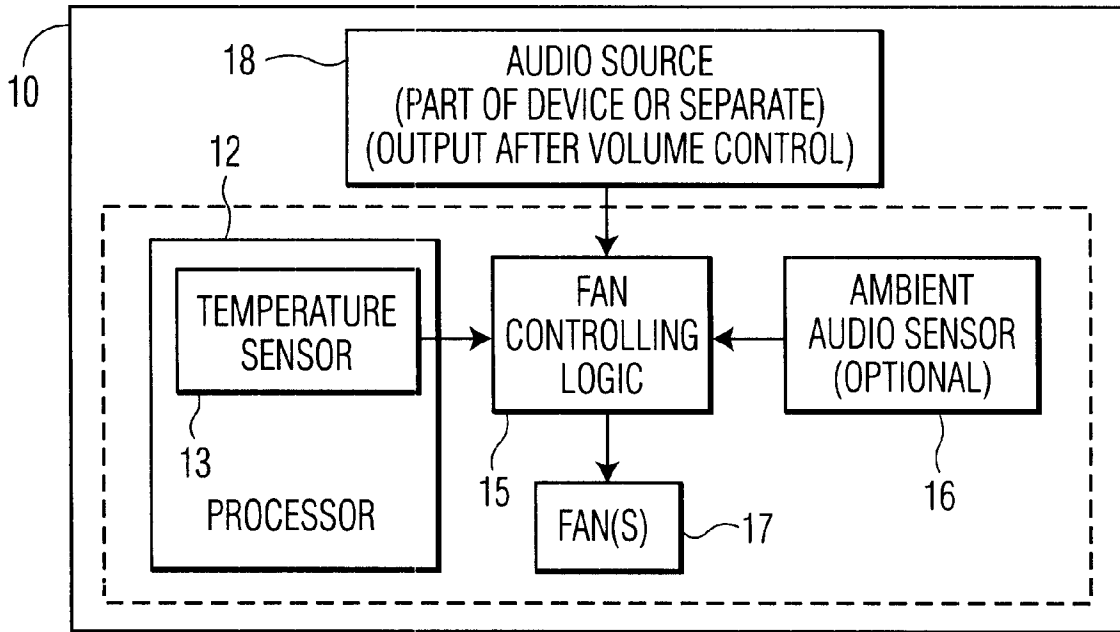 10
18
AUDIO SOURCE
(PART OF DEVICE OR SEPARATE)
(OUTPUT AFTER VOLUME CONTROL)
12
TEMPERATURE
SENSOR
13
PROCESSOR
FAN
CONTROLLING
LOGIC
15
AMBIENT
AUDIO SENSOR
(OPTIONAL)
16
FAN(S)
17